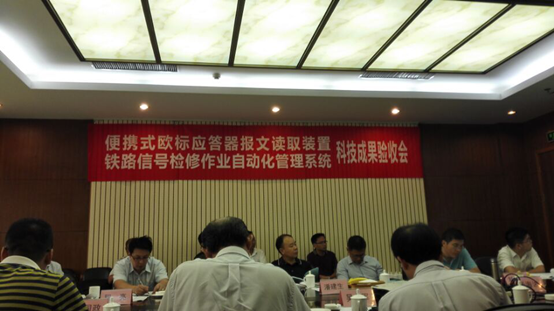 便携式欧标应答器报文读取装置
铁路信号检修作业自动化管理系统
科技成果验收会